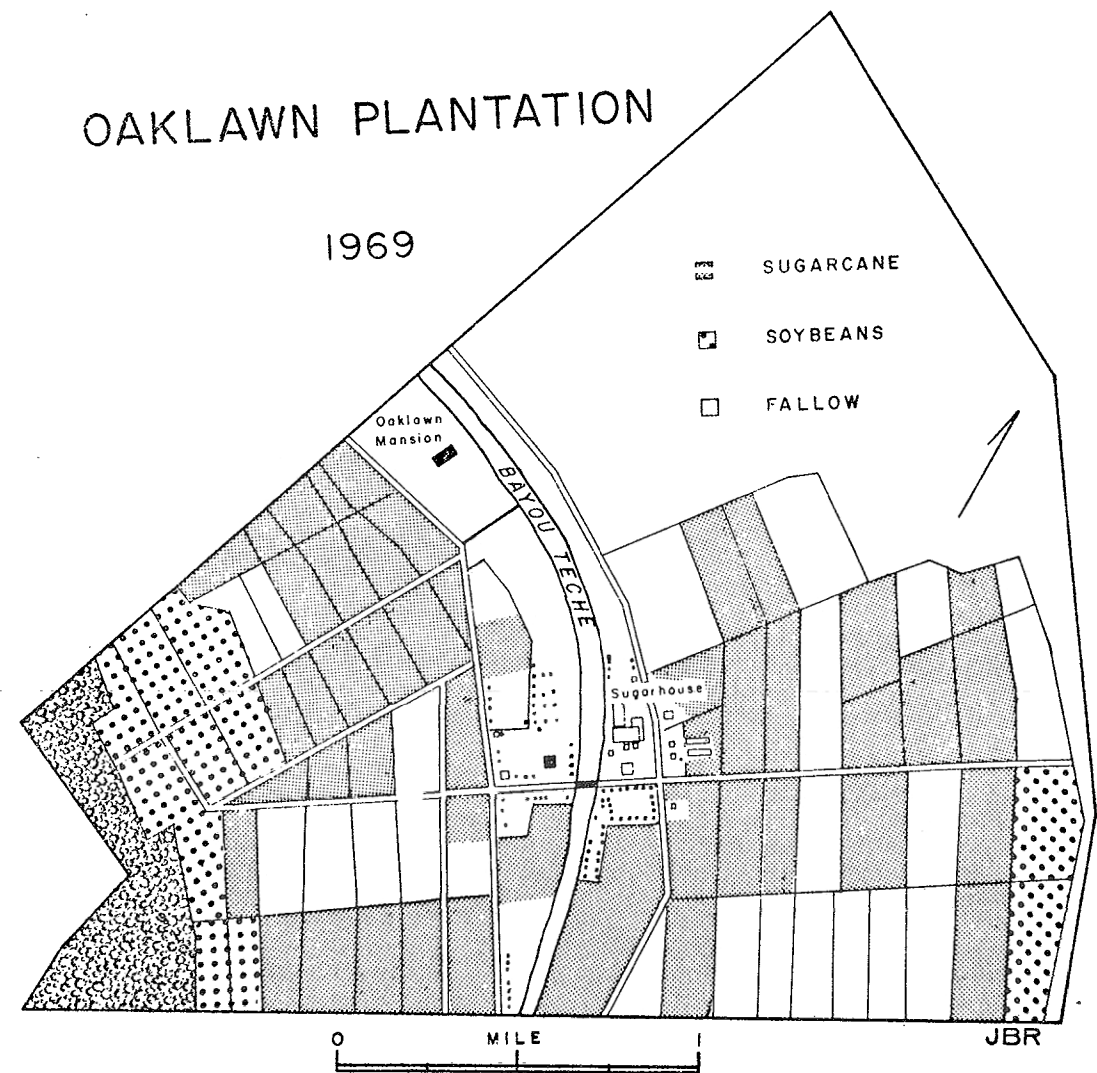 OAKLAWN PLANTATION
1969
SUGARCANE
SOYBEANS
FALLOW
Oaklawn
Mansion
BAYOU TECHE
Sugarhouse
0 MILE 1
JBR